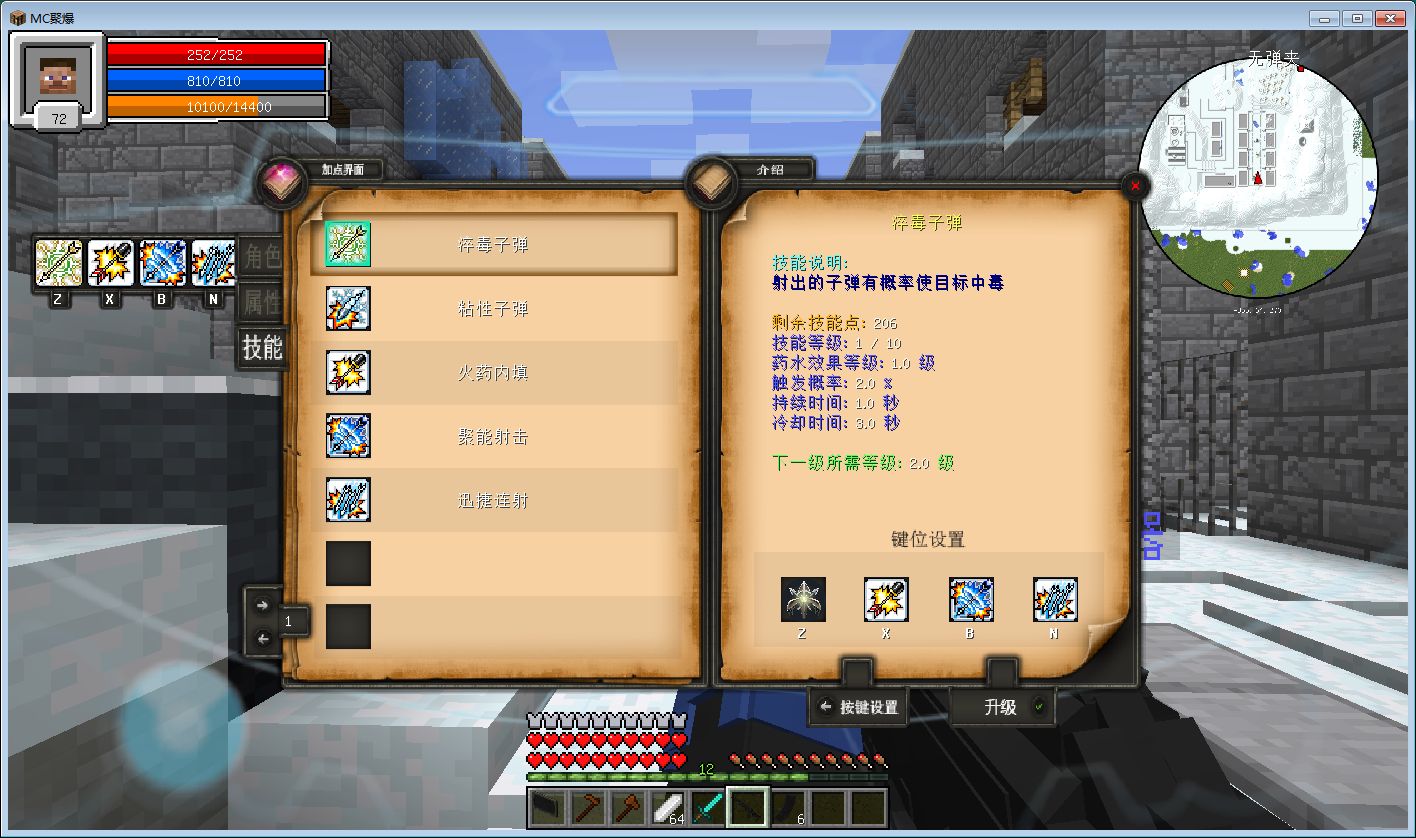 MC聚爆
252/252
810/810
10100/14400
72
无弹夹
加点界面
介绍
Z
X
B
N
角色
属性
技能
淬毒子弹
粘性子弹
火药内填
聚能射击
迅捷连射
1
淬毒子弹
技能说明:
射出的子弹有概率使目标中毒
剩余技能点: 206
技能等级: 1 / 10
药水效果等级: 1.0 级
触发概率: 2.0 %
持续时间: 1.0 秒
冷却时间: 3.0 秒
下一级所需等级: 2.0 级
键位设置
Z
X
B
N
按键设置
升级
12
64
6